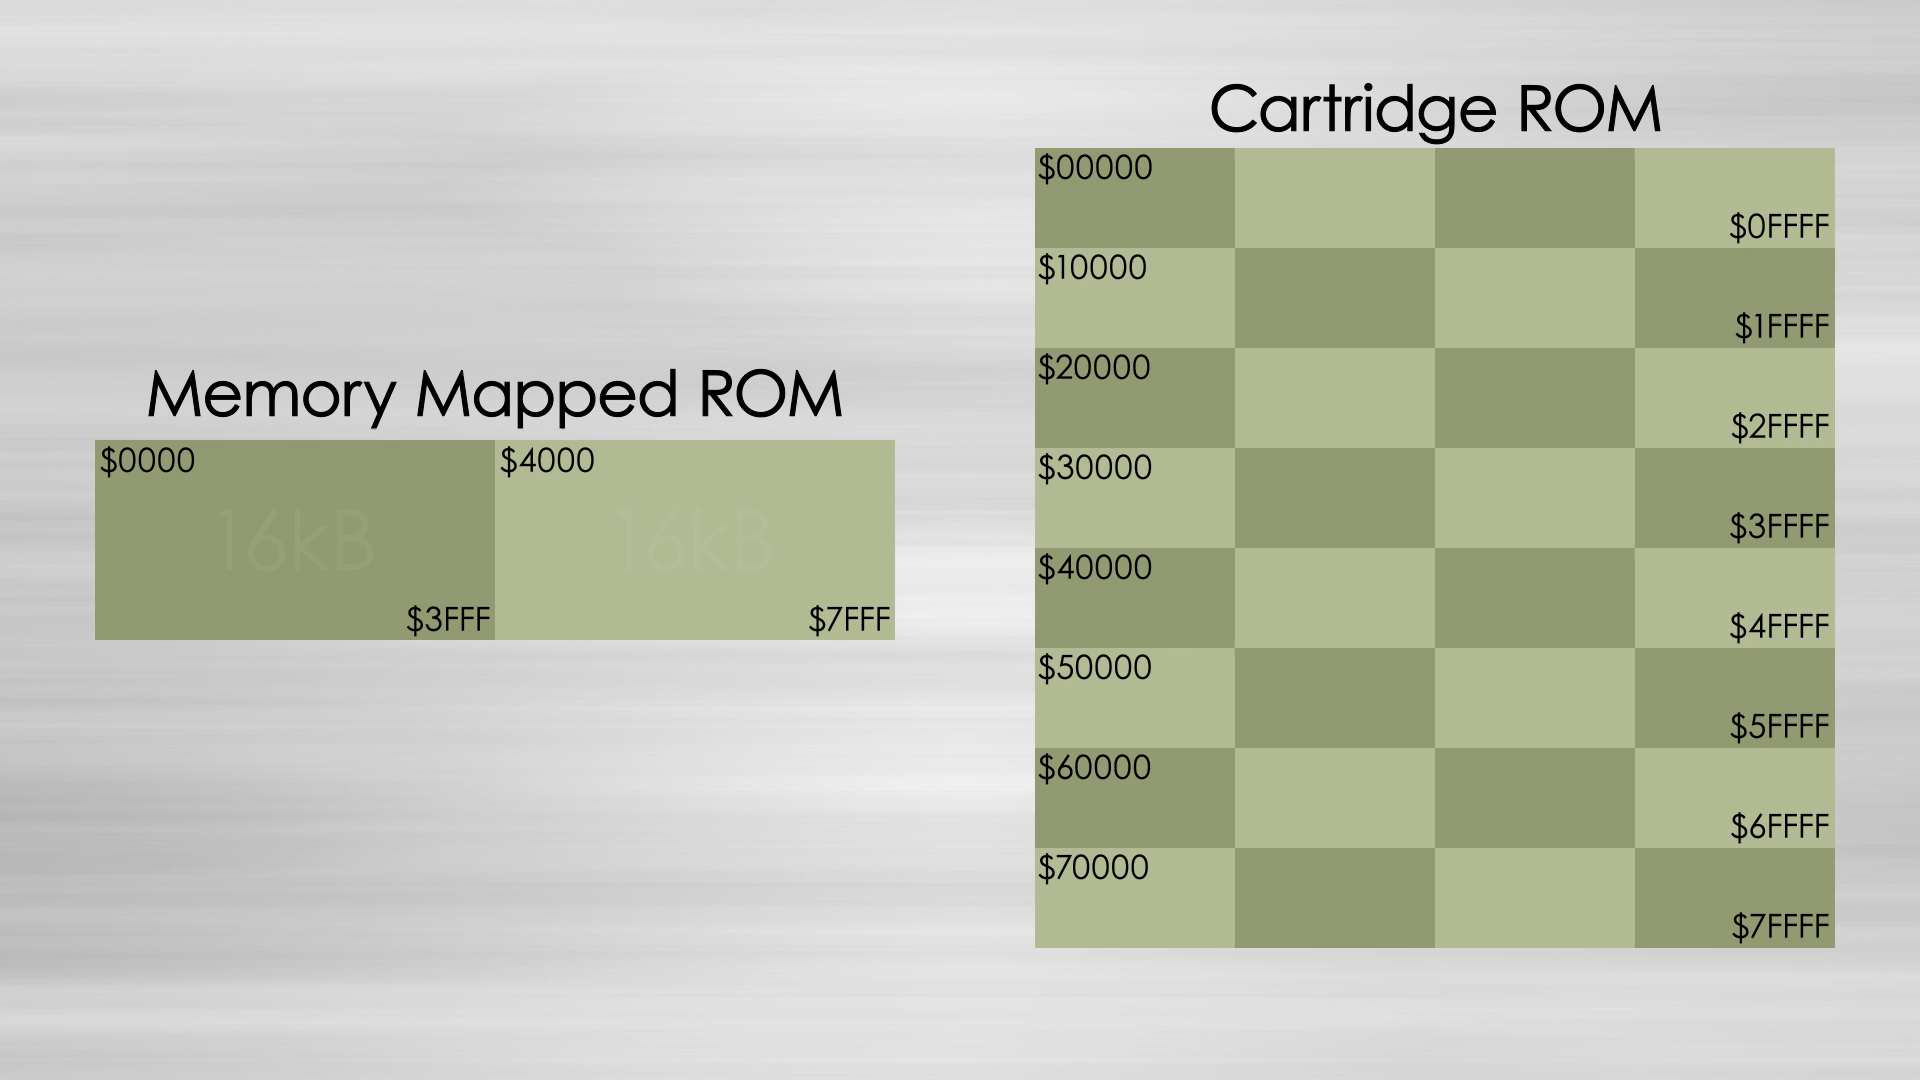 Memory Mapped ROM
$0000 $4000
16kB 16kB
$3FFF $7FFF
Cartridge ROM
$00000
$0FFFF
$10000
$1FFFF
$20000
$2FFFF
$30000
$3FFFF
$40000
$4FFFF
$50000
$5FFFF
$60000
$6FFFF
$70000
$7FFFF